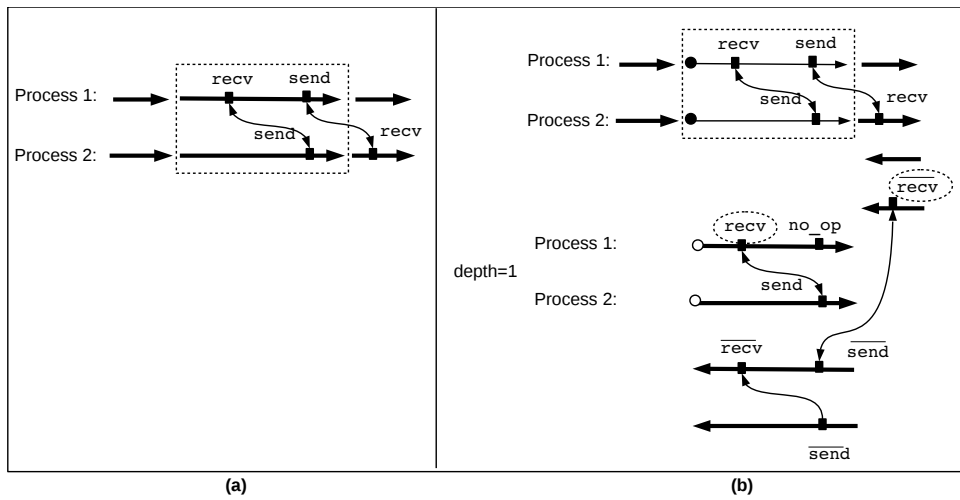 recv send
Process 1:
send
recv
Process 2:
(a)
recv send
Process 1:
send
recv
Process 2:
recv
recv no_op
Process 1:
depth=1
send
Process 2:
recv send
send
(b)